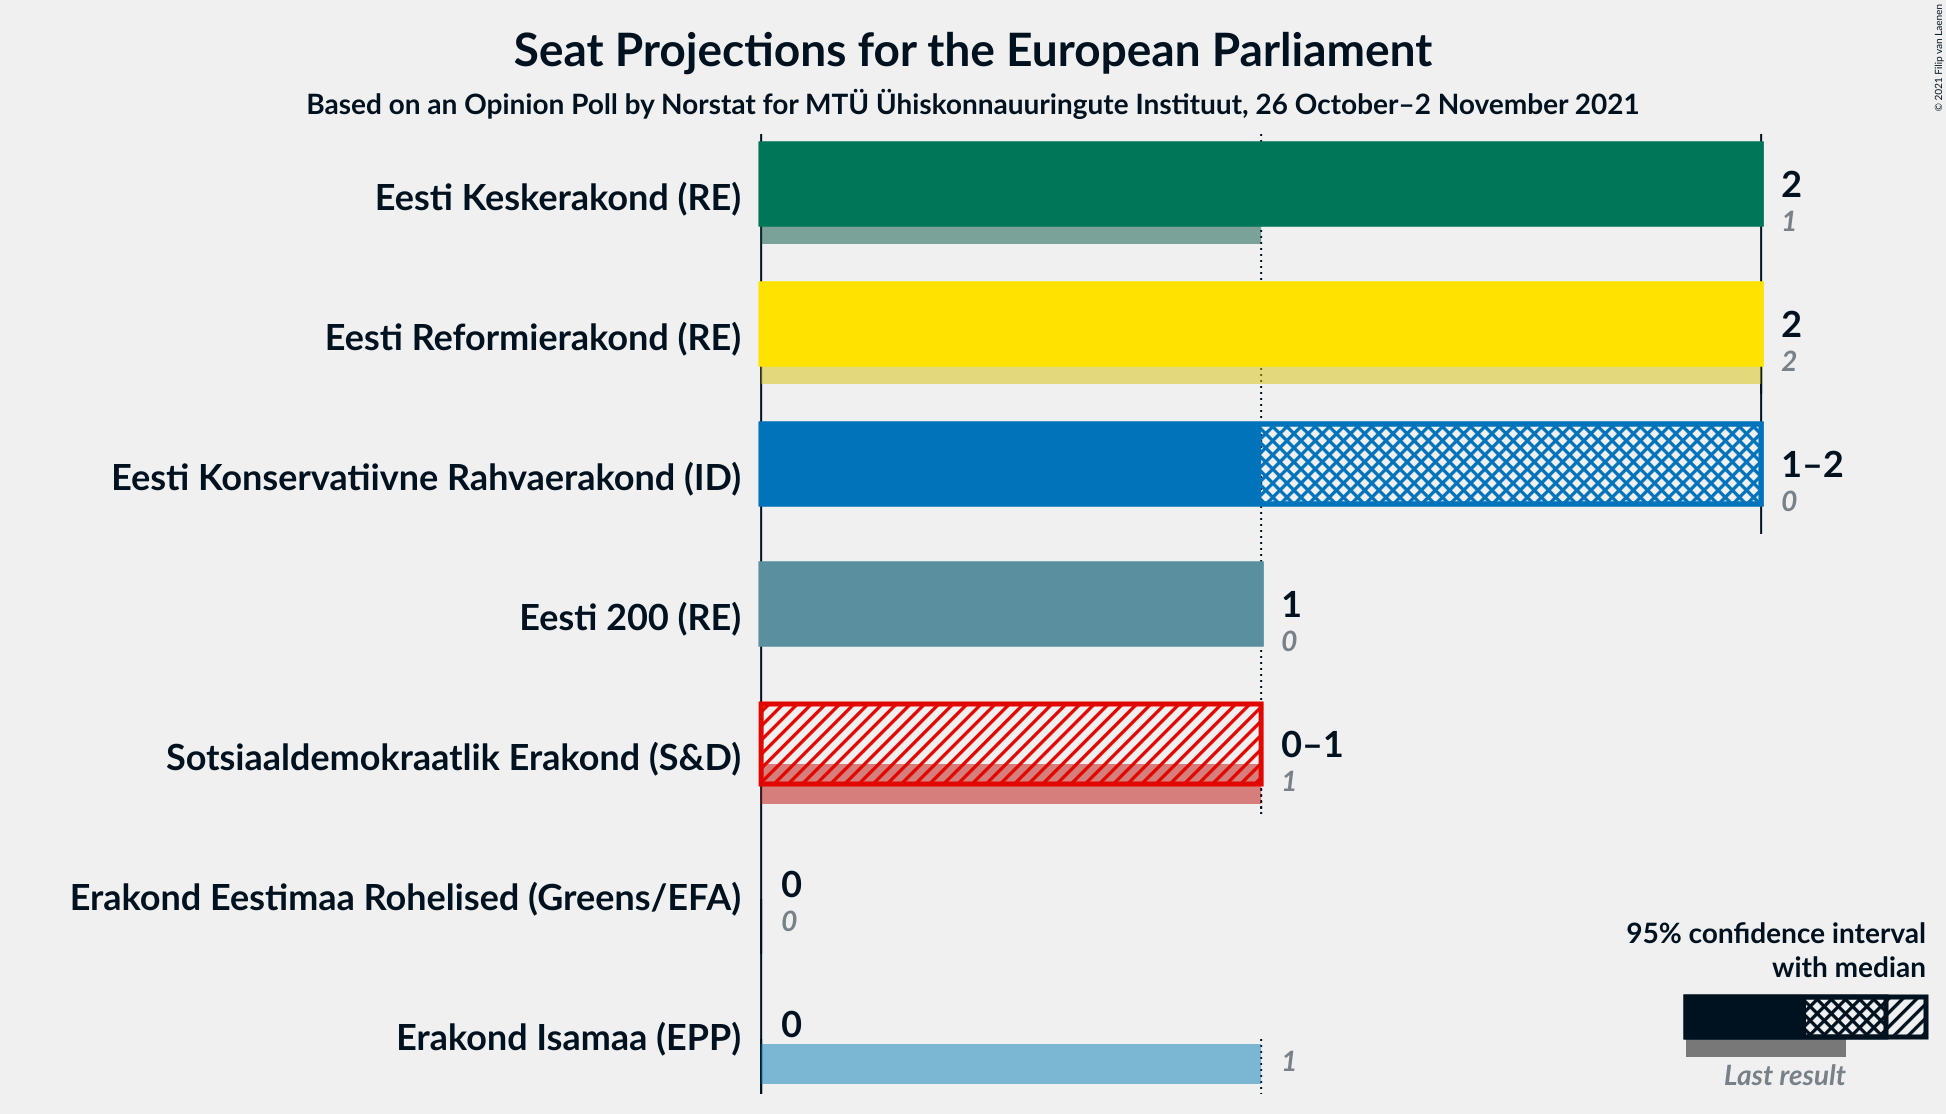 Seat Projections for the European Parliament
Based on an Opinion Poll by Norstat for MTÜ Ühiskonnauuringute Instituut, 26 October–2 November 2021
© 2021 Filip van Laenen
Eesti Keskerakond (RE)
2
1
Eesti Reformierakond (RE)
2
2
Eesti Konservatiivne Rahvaerakond (ID)
1–2
0
Eesti 200 (RE)
1
0
Sotsiaaldemokraatlik Erakond (S&D)
0–1
1
Erakond Eestimaa Rohelised (Greens/EFA)
0
0
Erakond Isamaa (EPP)
0
1
95% confidence interval
with median
Last result